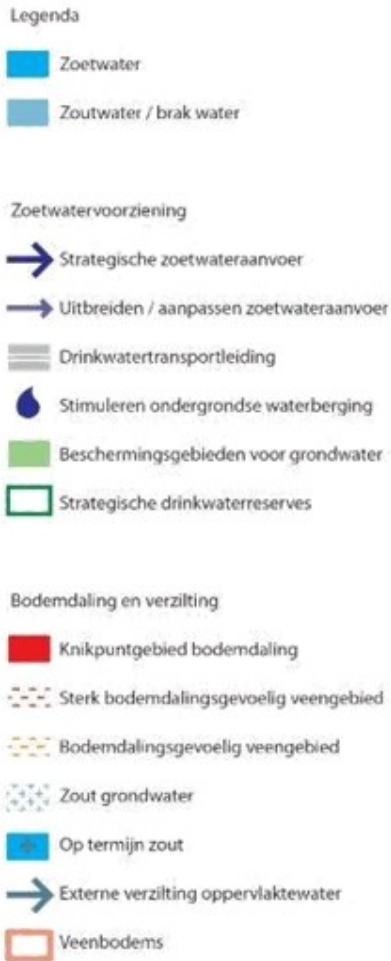 Legenda
Zoetwater
Zoutwater / brak water
Zoetwatervoorziening
Strategische zoetwateraanvoer
Uitbreiden / aanpassen zoetwateraanvoer
Drinkwatertransportleiding
Stimuleren ondergrondse waterberging
Beschermingsgebieden voor grondwater
Strategische drinkwaterreserves
Bodemdaling en verzilting
Knikpuntgebied bodemdaling
Sterk bodemdalingsgevoelig veengebied
Bodemdalingsgevoelig veengebied
Zout grondwater
Op termijn zout
Externe verzilting oppervlaktewater
Veenbodems